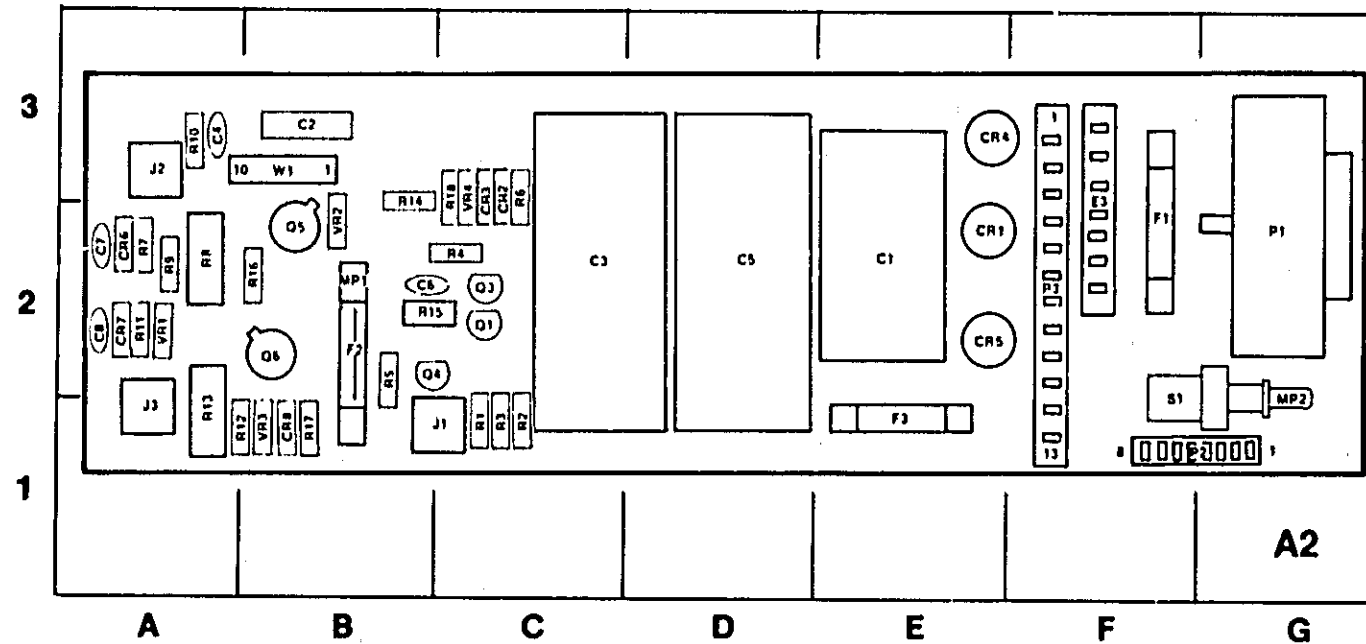 3
C2
R10
C4
J2
10 W1 1
CR4
1
R14
R18
VR4
CR3
CR2
R6
VR2
Q5
C7
CR6
R7
R9
R8
R16
R4
C3
C5
C1
CR1
E3
F1
P1
2
MP1
C6
Q3
P3
R15
Q1
C8
CR7
R11
VR1
Q6
F2
R5
Q4
CR5
J3
R13
R12
VR3
CR8
R17
J1
R1
R3
R2
F3
S1
MP2
13
8
1
1
A2
A B C D E F G